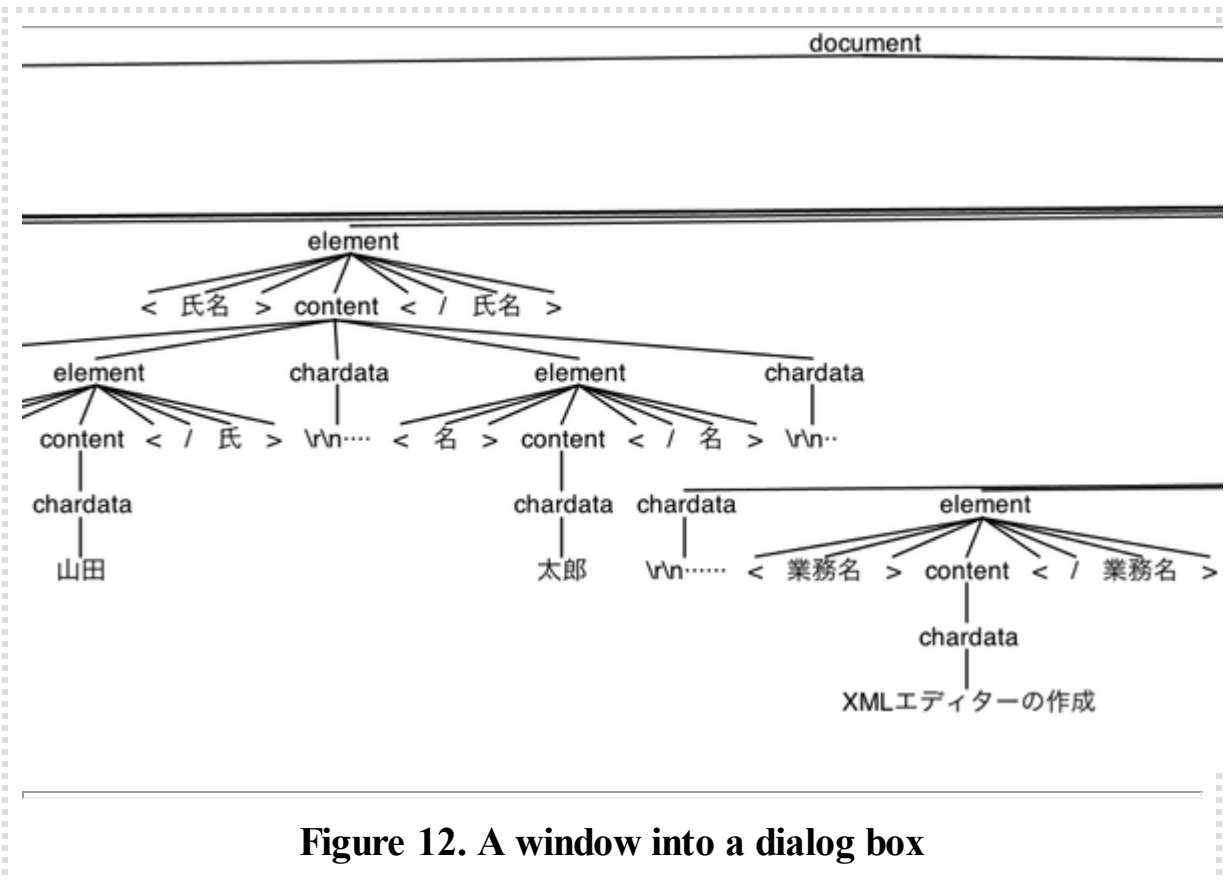 document
element
< 氏名 > content < / 氏名 >
element chardata element chardata
content < / 氏 > \r\n···· < 名 > content < / 名 > \r\n··
chardata chardata chardata element
山田 太郎 \r\n······ < 業務名 > content < / 業務名 >
chardata
XMLエディターの作成
Figure 12. A window into a dialog box